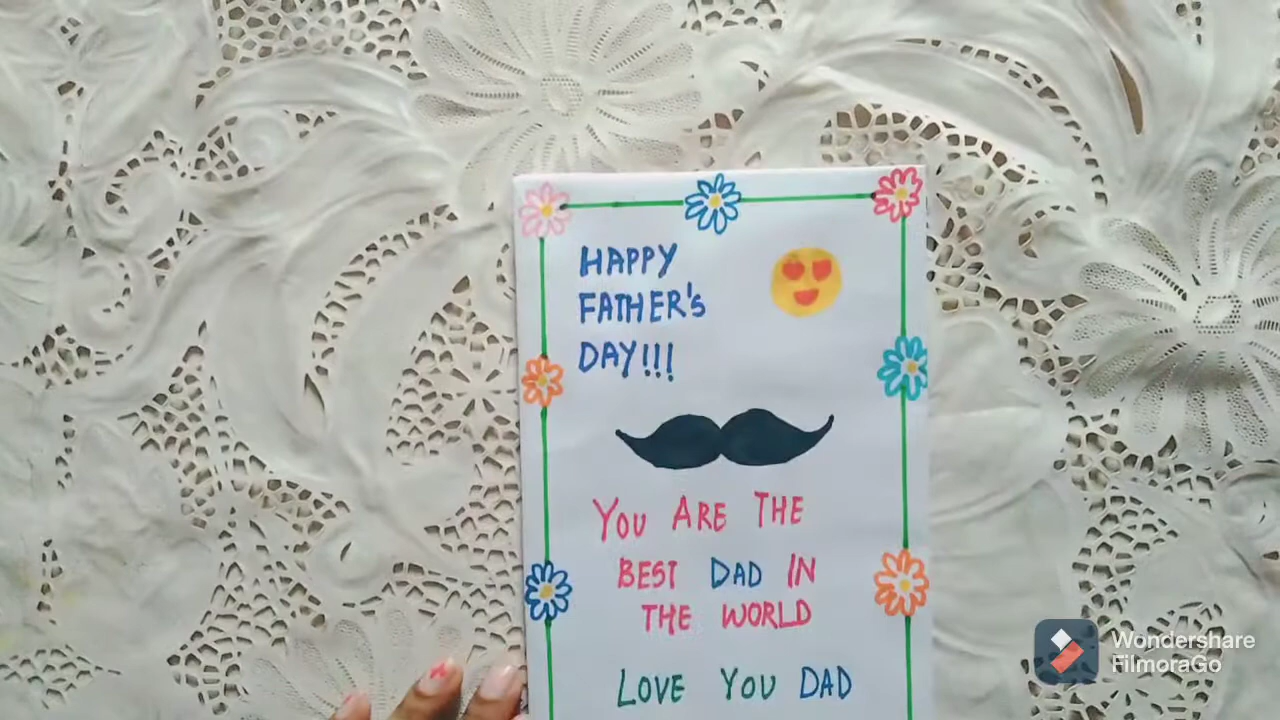 HAPPY
FATHER's
DAY!!!
YOU ARE THE
BEST DAD IN
THE WORLD
LOVE YOU DAD
Wondershare
FilmoraGo